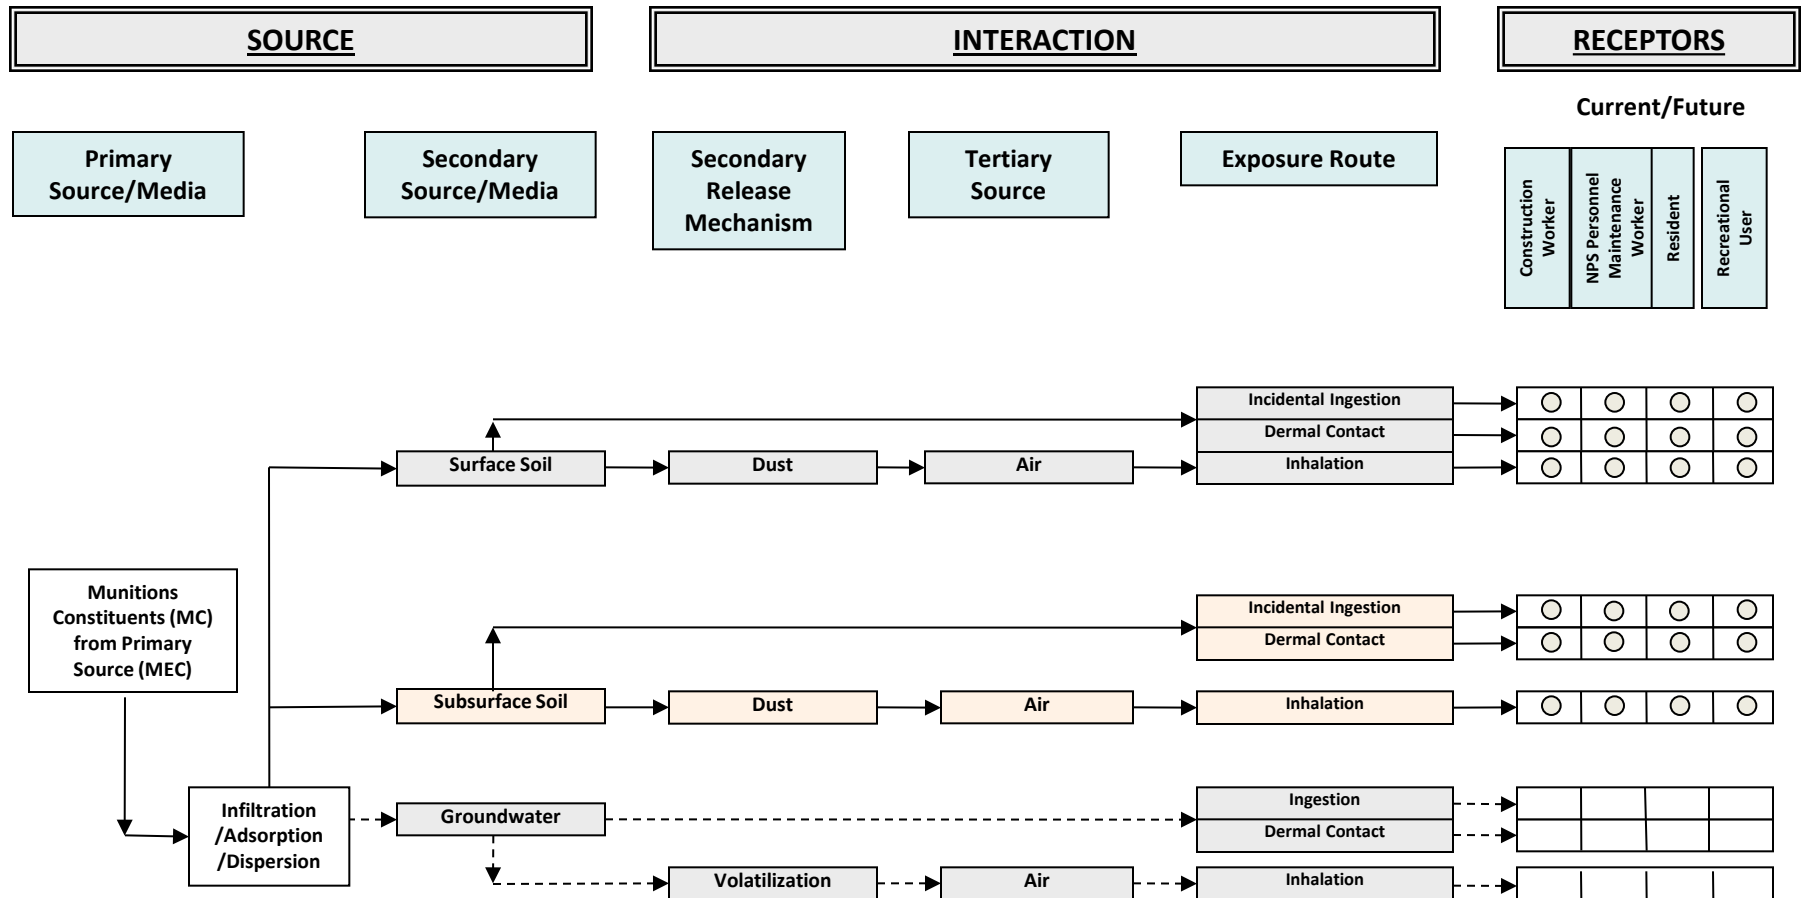 SOURCE
INTERACTION
RECEPTORS
Current/Future
Primary
Source/Media
Secondary
Source/Media
Secondary
Release
Mechanism
Tertiary
Source
Exposure Route
Construction
Worker
NPS Personnel
Maintenance
Worker
Resident
Recreational
User
Incidental Ingestion
Dermal Contact
Surface Soil
Dust
Air
Inhalation
Munitions
Constituents (MC)
from Primary
Source (MEC)
Incidental Ingestion
Dermal Contact
Subsurface Soil
Dust
Air
Inhalation
Infiltration
/Adsorption
/Dispersion
Groundwater
Ingestion
Dermal Contact
Volatilization
Air
Inhalation